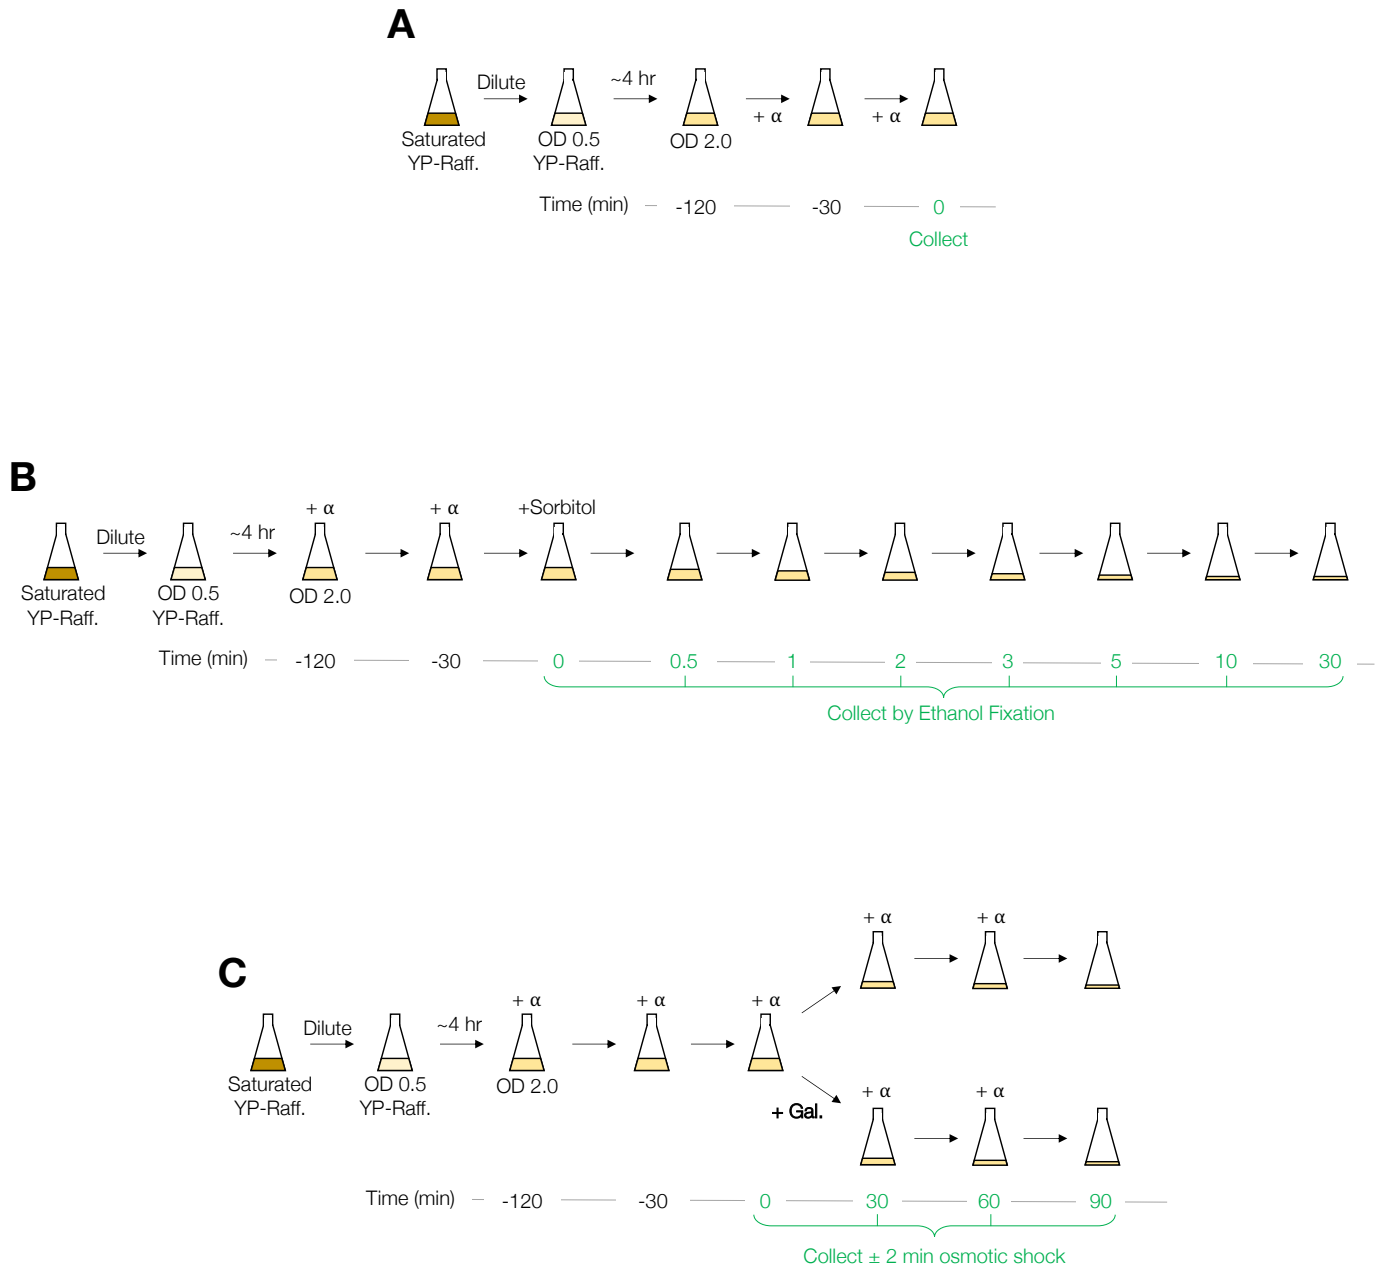 A
Dilute
~4 hr
+ α
+ α
Saturated
YP-Raff.
OD 0.5
YP-Raff.
OD 2.0
Time (min)
-120
-30
0
Collect
B
+ α
+ α
+Sorbitol
Dilute
~4 hr
Saturated
YP-Raff.
OD 0.5
YP-Raff.
OD 2.0
Time (min)
-120
-30
0
0.5
1
2
3
5
10
30
Collect by Ethanol Fixation
C
+ α
+ α
+ α
+ α
+ α
Dilute
~4 hr
Saturated
YP-Raff.
OD 0.5
YP-Raff.
OD 2.0
+ Gal.
+ α
+ α
Time (min)
-120
-30
0
30
60
90
Collect ± 2 min osmotic shock